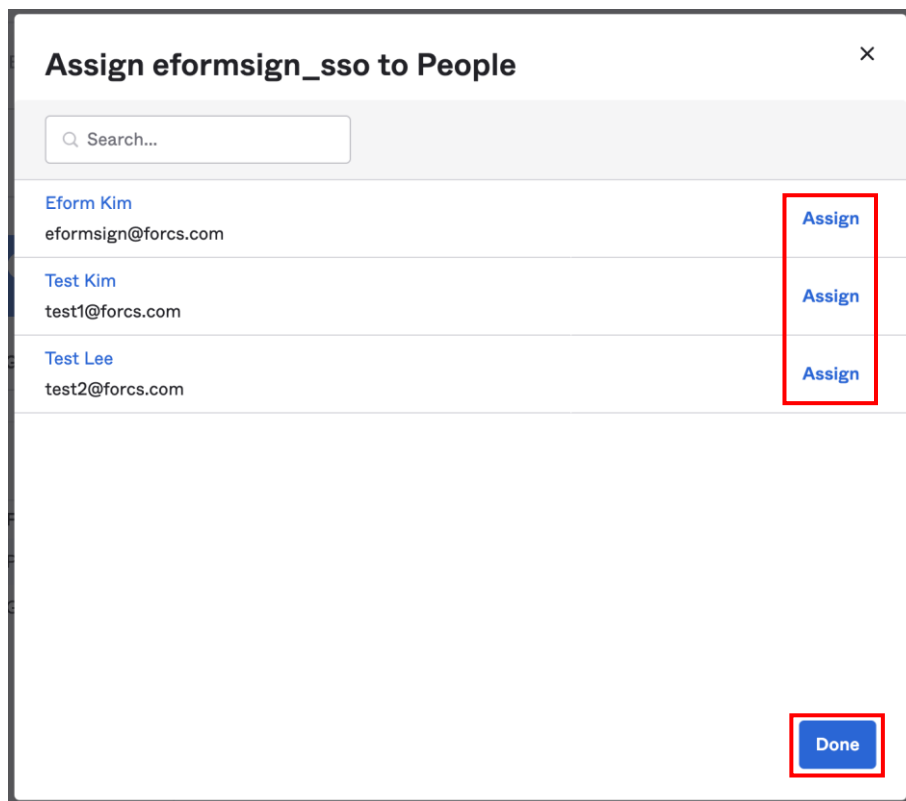 Assign eformsign_sso to People
Search...
Eform Kim
eformsign@forcs.com
Assign
Test Kim
test1@forcs.com
Assign
Test Lee
test2@forcs.com
Assign
Done